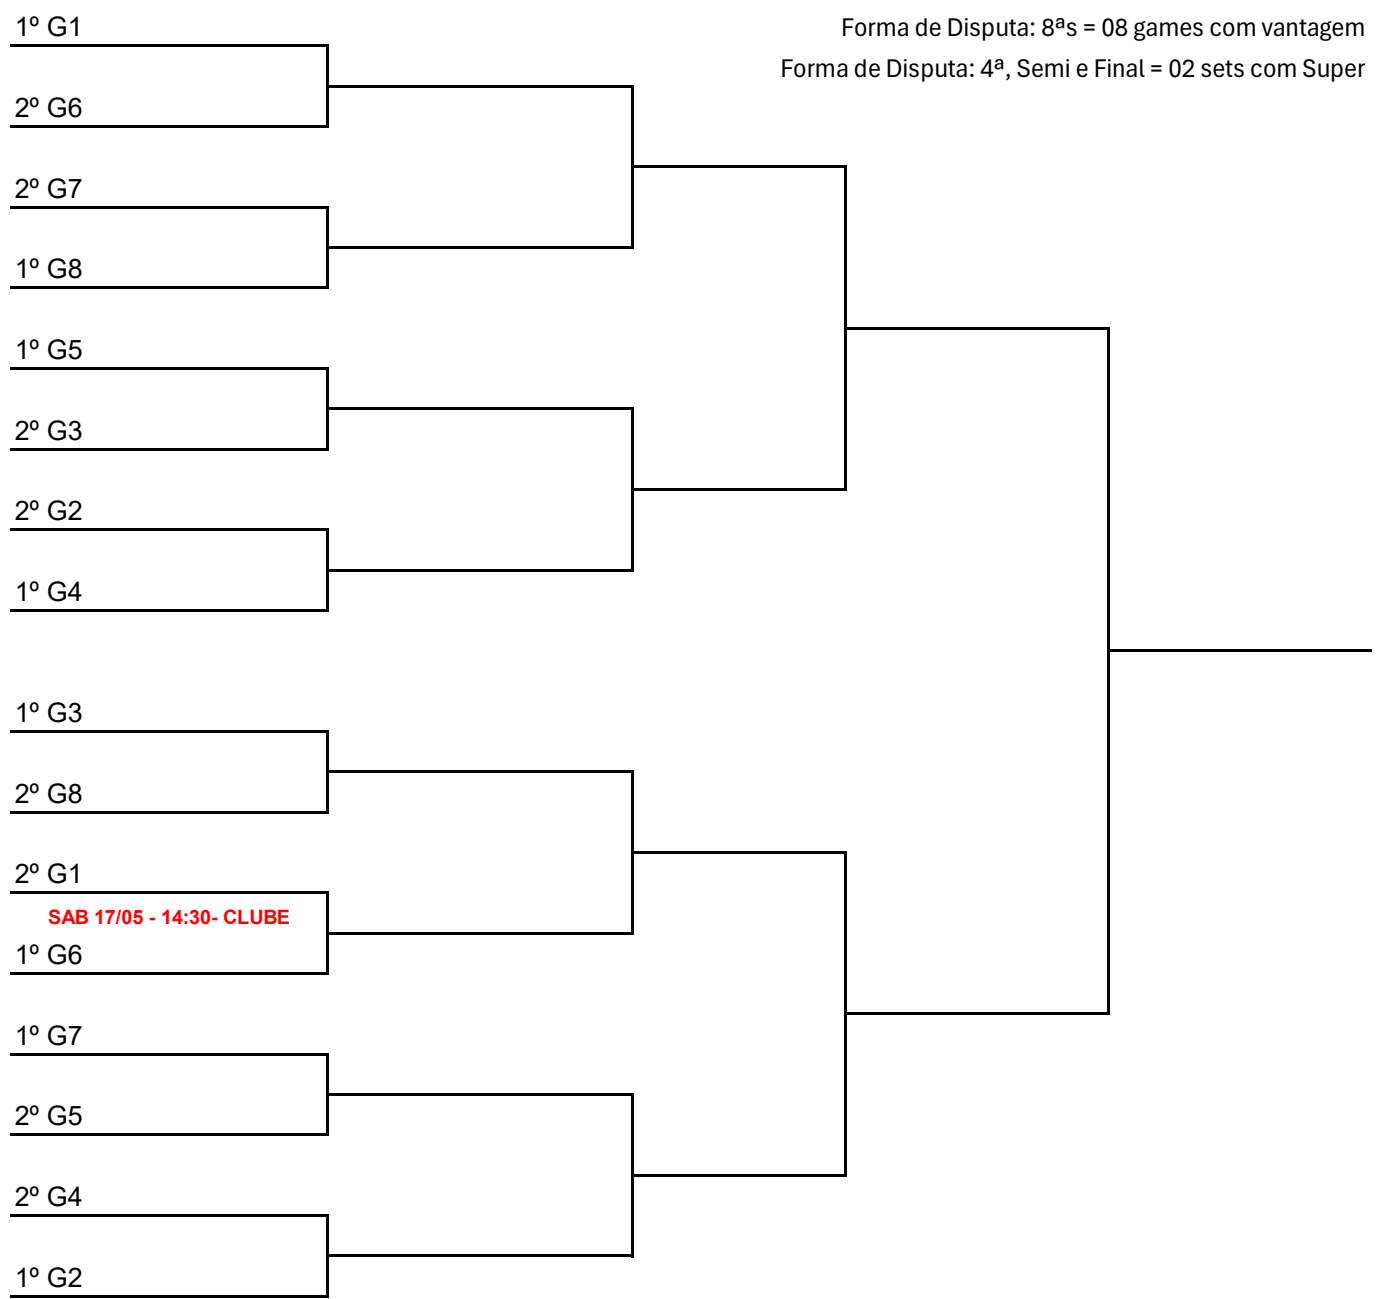 1º G1
Forma de Disputa: 8ªs = 08 games com vantagem
Forma de Disputa: 4ª, Semi e Final = 02 sets com Super
2º G6
2º G7
1º G8
1º G5
2º G3
2º G2
1º G4
1º G3
2º G8
2º G1
SAB 17/05 - 14:30- CLUBE
1º G6
1º G7
2º G5
2º G4
1º G2